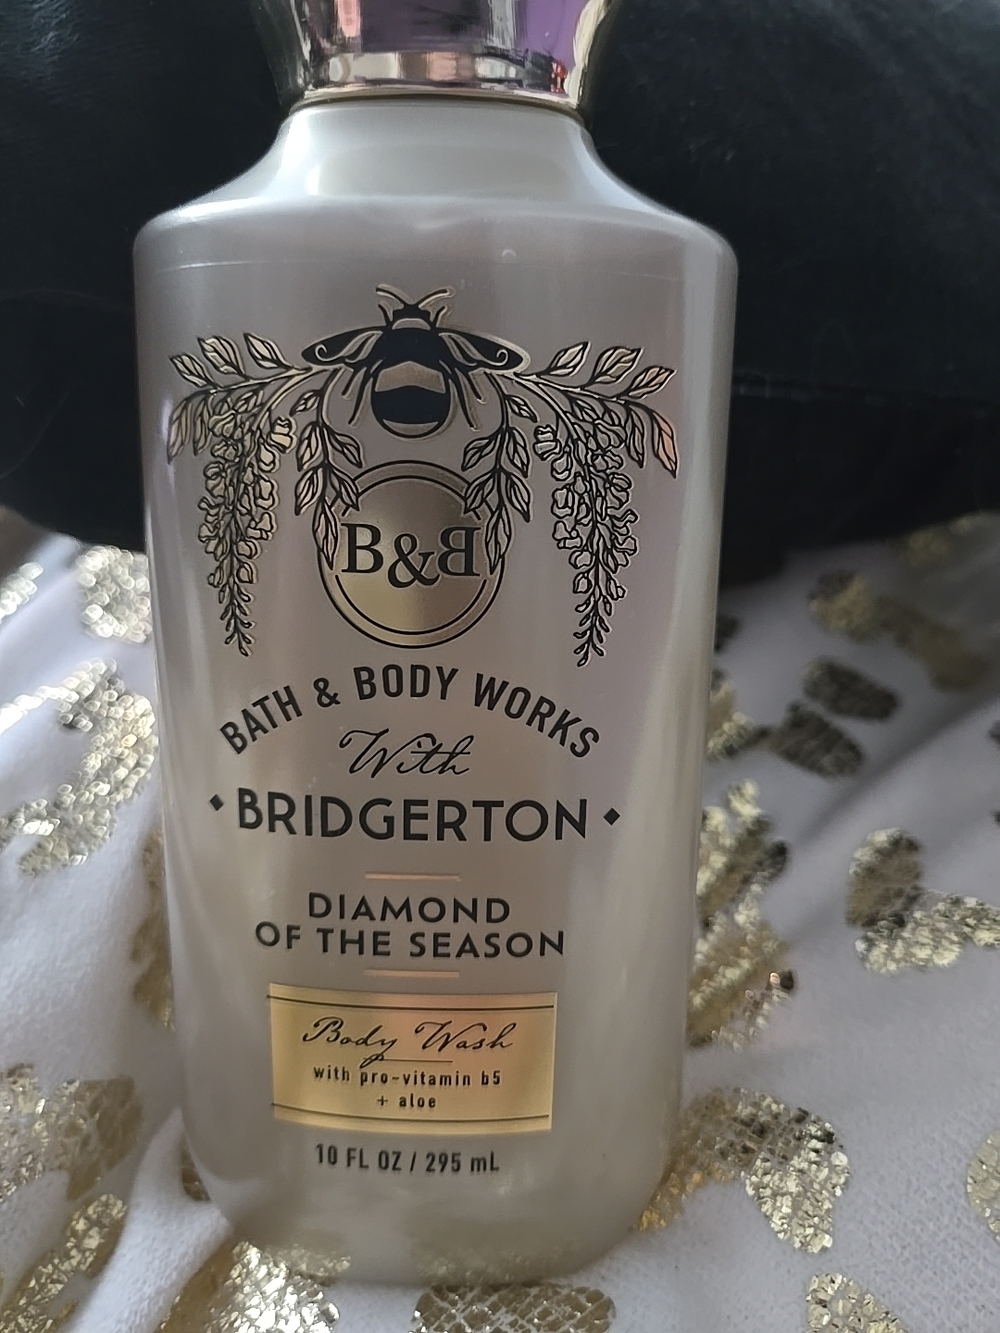 B&B
BATH & BODY WORKS
With
BRIDGERTON
DIAMOND
OF THE SEASON
Body Wash
with pro-vitamin b5
+ aloe
10 FL OZ / 295 mL